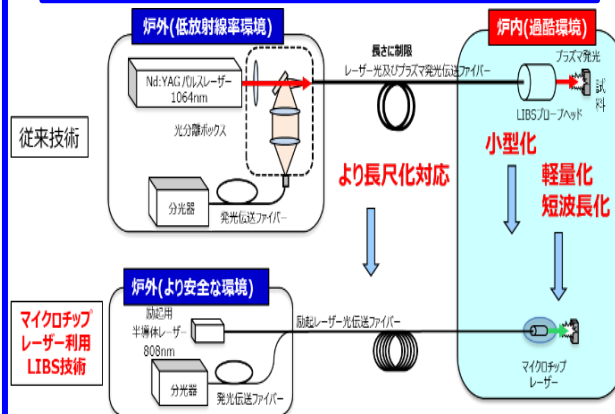 炉外(低放射線率環境)
炉内(過酷環境)
Nd:YAGパルスレーザー
1064nm
光分離ボックス
長さに制限
レーザー光及びプラズマ発光伝送ファイバー
プラズマ発光
試料
LIBSプローブヘッド
従来技術
分光器
発光伝送ファイバー
より長尺化対応
小型化
軽量化
短波長化
炉外(より安全な環境)
マイクロチップ
レーザー利用
LIBS技術
励起用
半導体レーザー
808nm
励起レーザー光伝送ファイバー
分光器
発光伝送ファイバー
マイクロチップ
レーザー